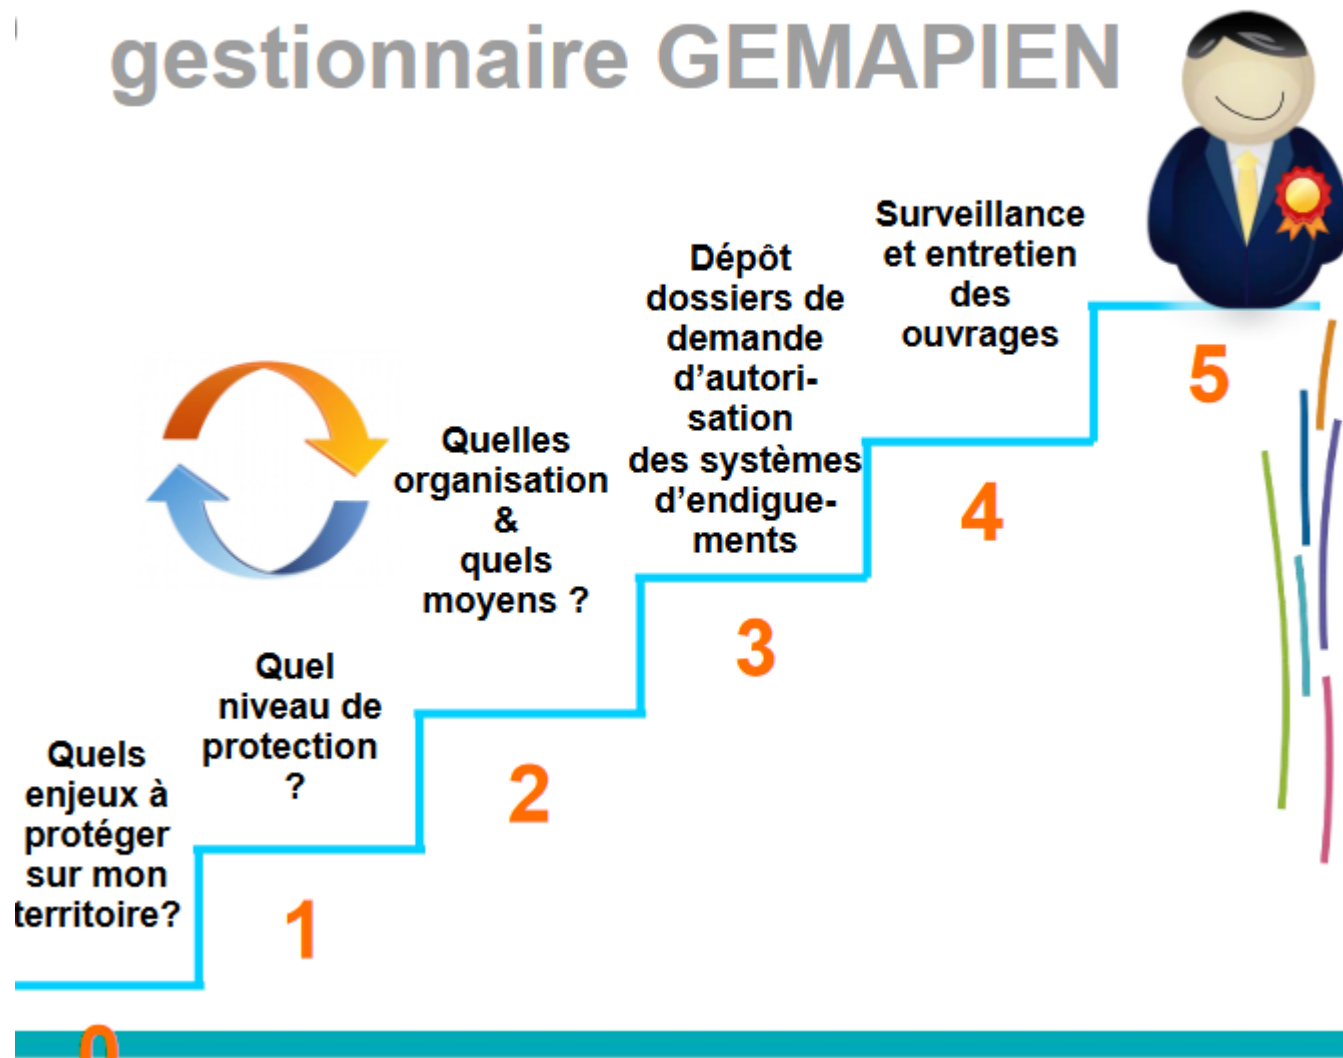 gestionnaire GEMAPIEN
Quels
enjeux à
protéger
sur mon
territoire?
0
Quel
niveau de
protection
?
1
Quelles
organisation
&
quels
moyens ?
2
Dépôt
dossiers de
demande
d'autori-
sation
des systèmes
d'endigue-
ments
3
Surveillance
et entretien
des
ouvrages
4
5